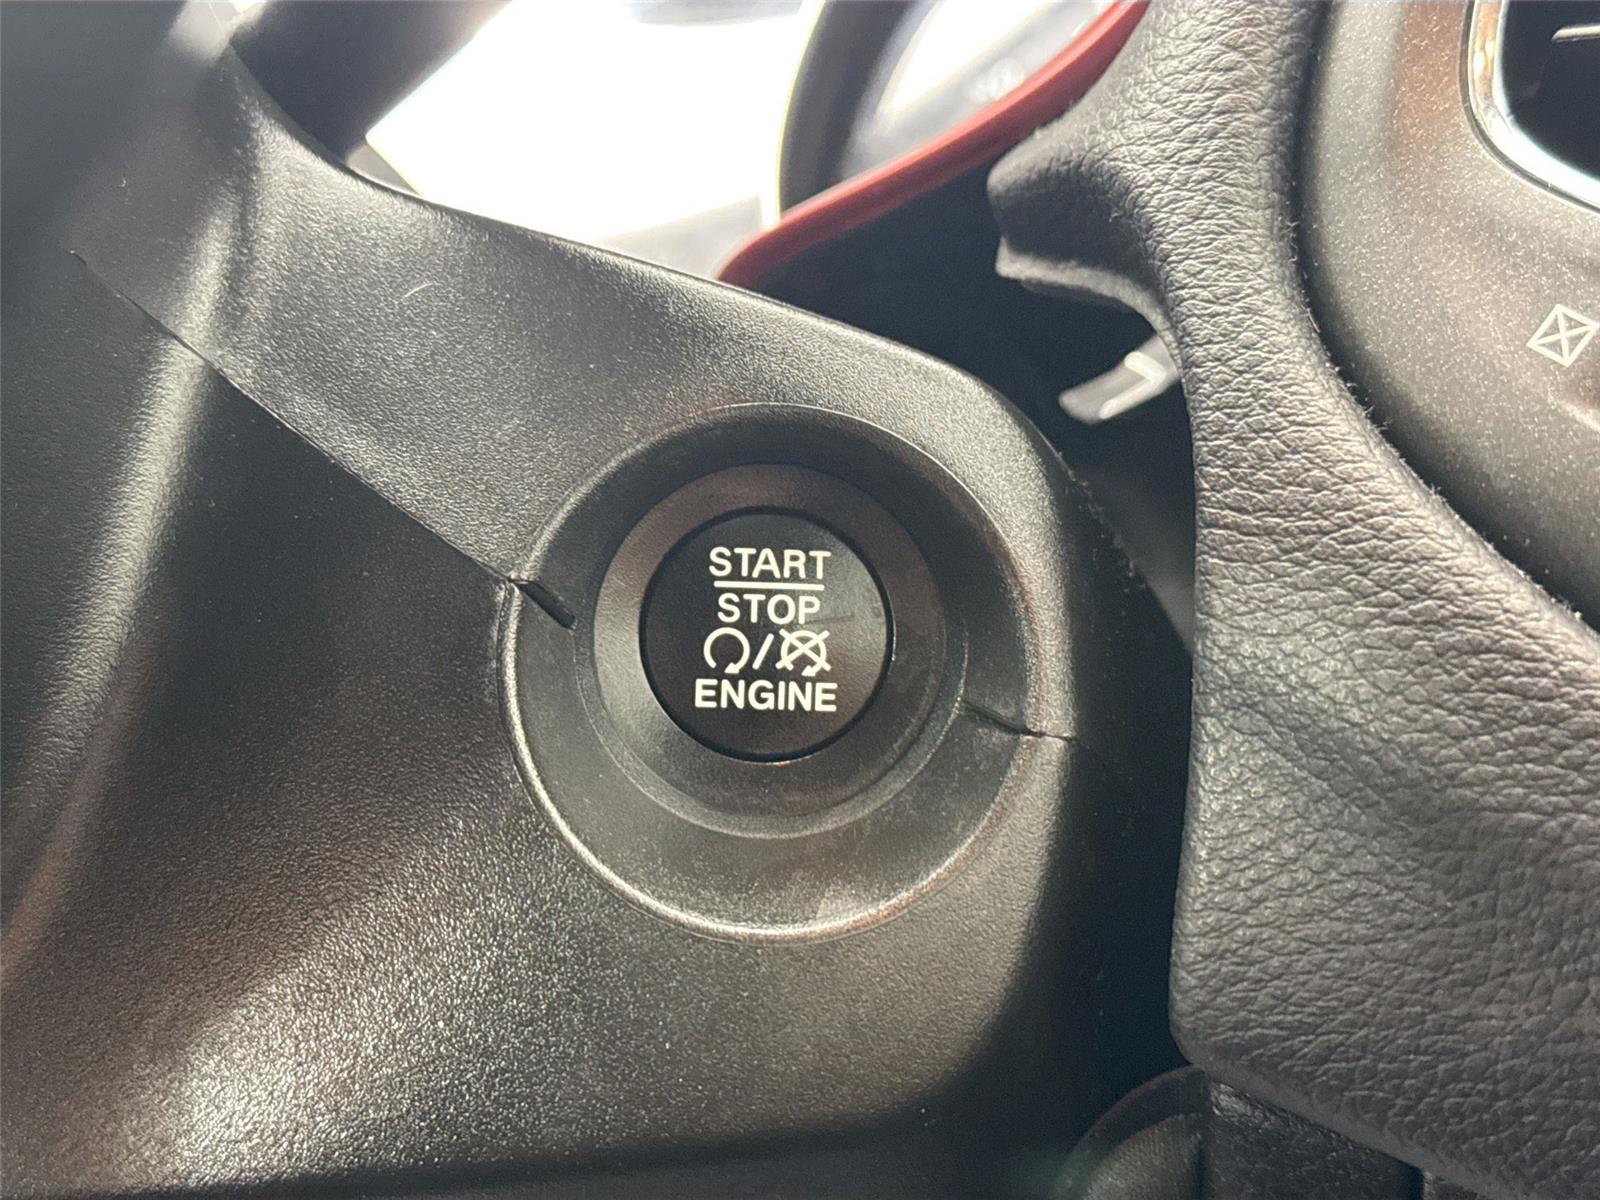 START
STOP
/
ENGINE